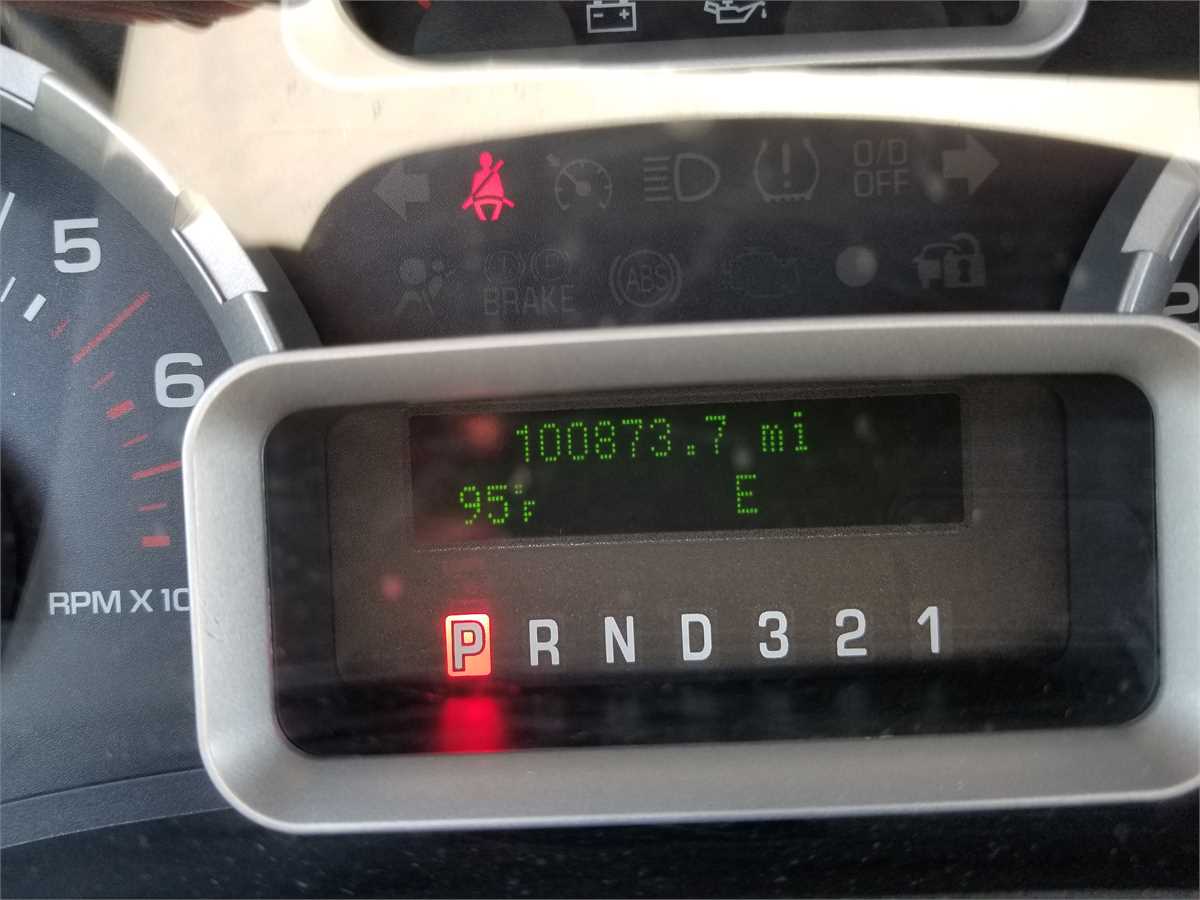 O/D
OFF
5
BRAKE ABS
6
100873.7 mi
95°F E
RPM X 10
P R N D 3 2 1